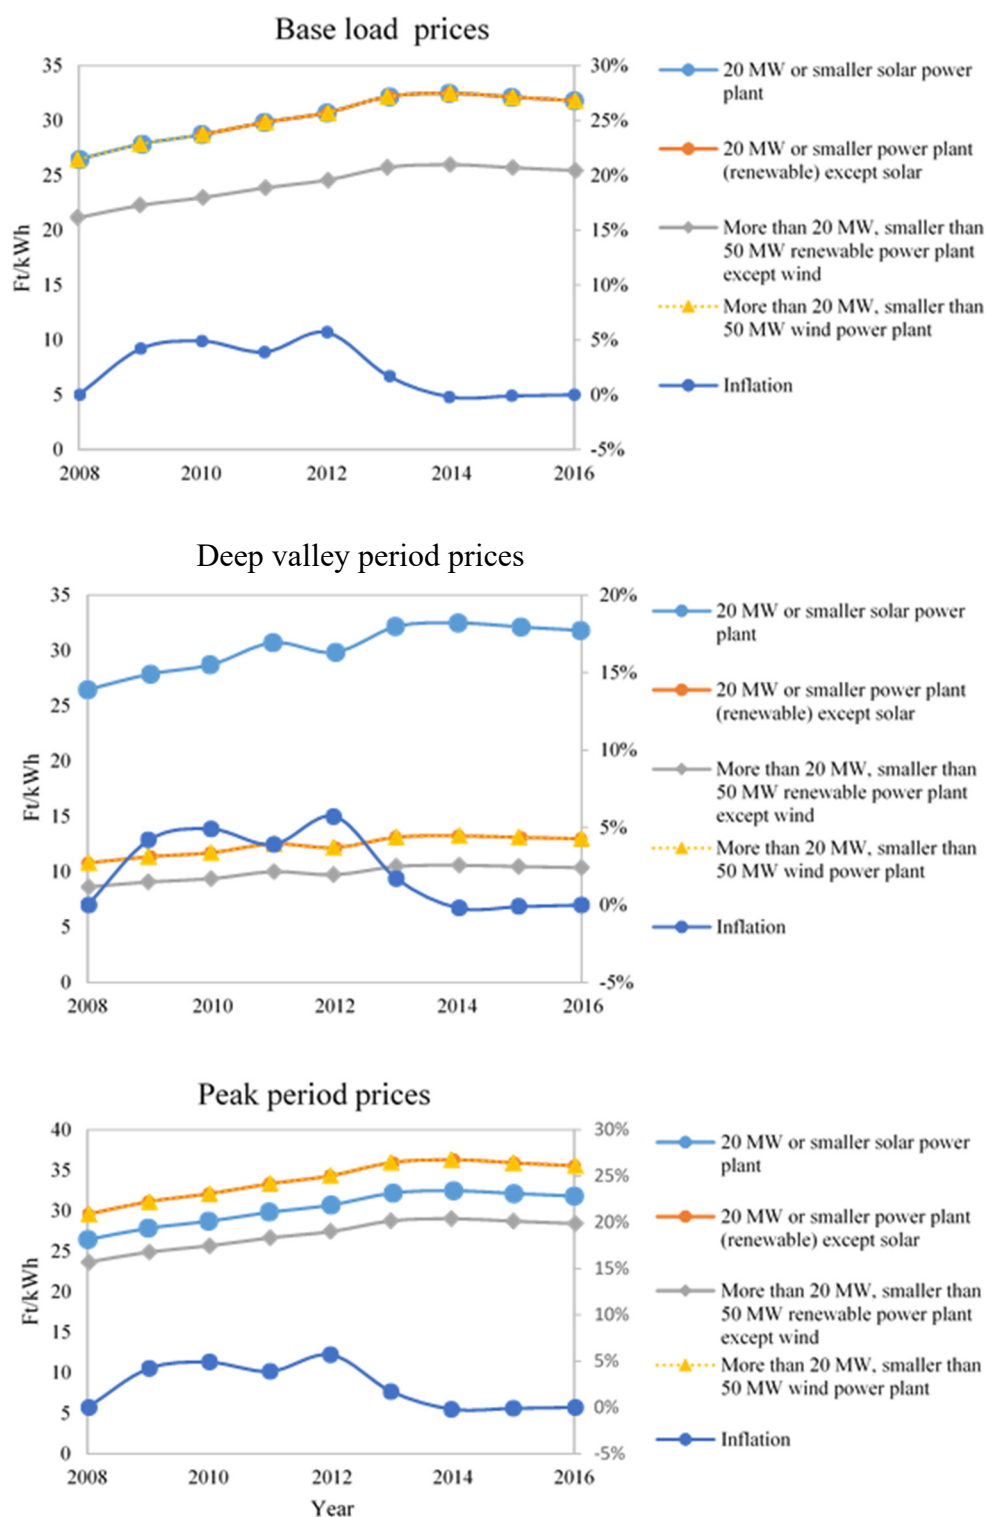 Base load  prices
35
30
25
20
15
10
5
0
Ft/kWh
30%
25%
20%
15%
10%
5%
0%
-5%
2008
2010
2012
2014
2016
20 MW or smaller solar power
plant
20 MW or smaller power plant
(renewable) except solar
More than 20 MW, smaller than
50 MW renewable power plant
except wind
More than 20 MW, smaller than
50 MW wind power plant
Inflation
Deep valley period prices
35
30
25
20
15
10
5
0
Ft/kWh
20%
15%
10%
5%
0%
-5%
2008
2010
2012
2014
2016
20 MW or smaller solar power
plant
20 MW or smaller power plant
(renewable) except solar
More than 20 MW, smaller than
50 MW renewable power plant
except wind
More than 20 MW, smaller than
50 MW wind power plant
Inflation
Peak period prices
40
35
30
25
20
15
10
5
0
Ft/kWh
30%
25%
20%
15%
10%
5%
0%
-5%
2008
2010
2012
2014
2016
Year
20 MW or smaller solar power
plant
20 MW or smaller power plant
(renewable) except solar
More than 20 MW, smaller than
50 MW renewable power plant
except wind
More than 20 MW, smaller than
50 MW wind power plant
Inflation